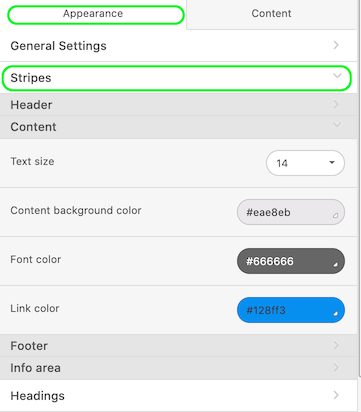 Appearance Content
General Settings
Stripes
Header
Content
Text size 14
Content background color #eae8eb
Font color #666666
Link color #128ff3
Footer
Info area
Headings